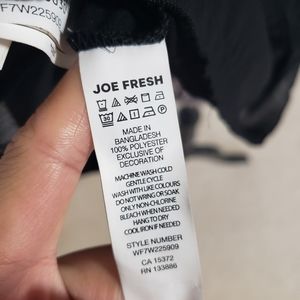 WF7W225909
JOE FRESH
30
P
MADE IN
BANGLADESH
100% POLYESTER
EXCLUSIVE OF
DECORATION
MACHINE WASH COLD
GENTLE CYCLE
WASH WITH LIKE COLOURS
DO NOT WRING OR SOAK
ONLY NON-CHLORINE
BLEACH WHEN NEEDED
HANG TO DRY
COOL IRON IF NEEDED
STYLE NUMBER
WF7W225909
CA 15372
RN 133886